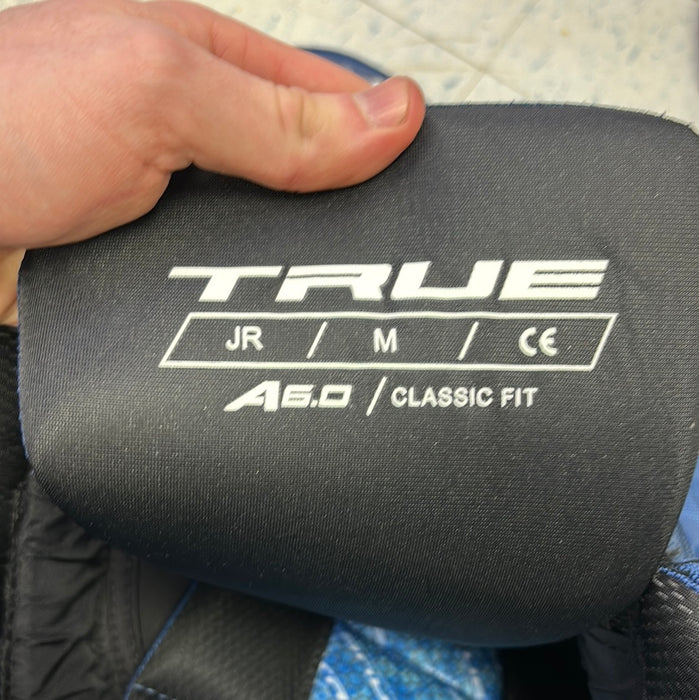 TRUE
JR / M / CE
A6.0 / CLASSIC FIT